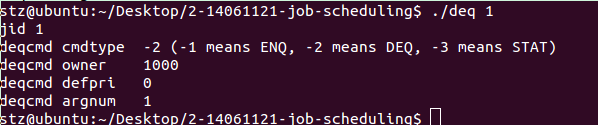 stz@ubuntu:~/Desktop/2-14061121-job-scheduling$ ./deq 1
jid 1
deqcmd cmdtype  -2 (-1 means ENQ, -2 means DEQ, -3 means STAT)
deqcmd owner    1000
deqcmd defpri   0
deqcmd argnum   1
stz@ubuntu:~/Desktop/2-14061121-job-scheduling$